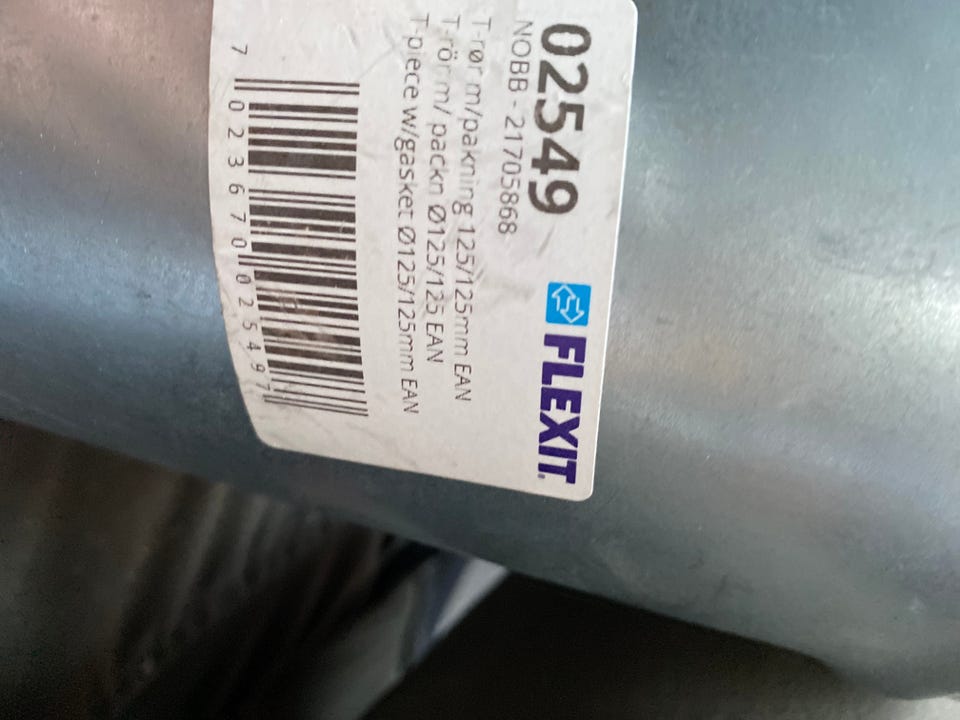 02549
NOBB - 21705868
T-rør m/pakning 125/125mm EAN
T-rör m/ packn Ø125/125 EAN
T-piece w/gasket Ø125/125mm EAN
7 023670 025497
FLEXIT